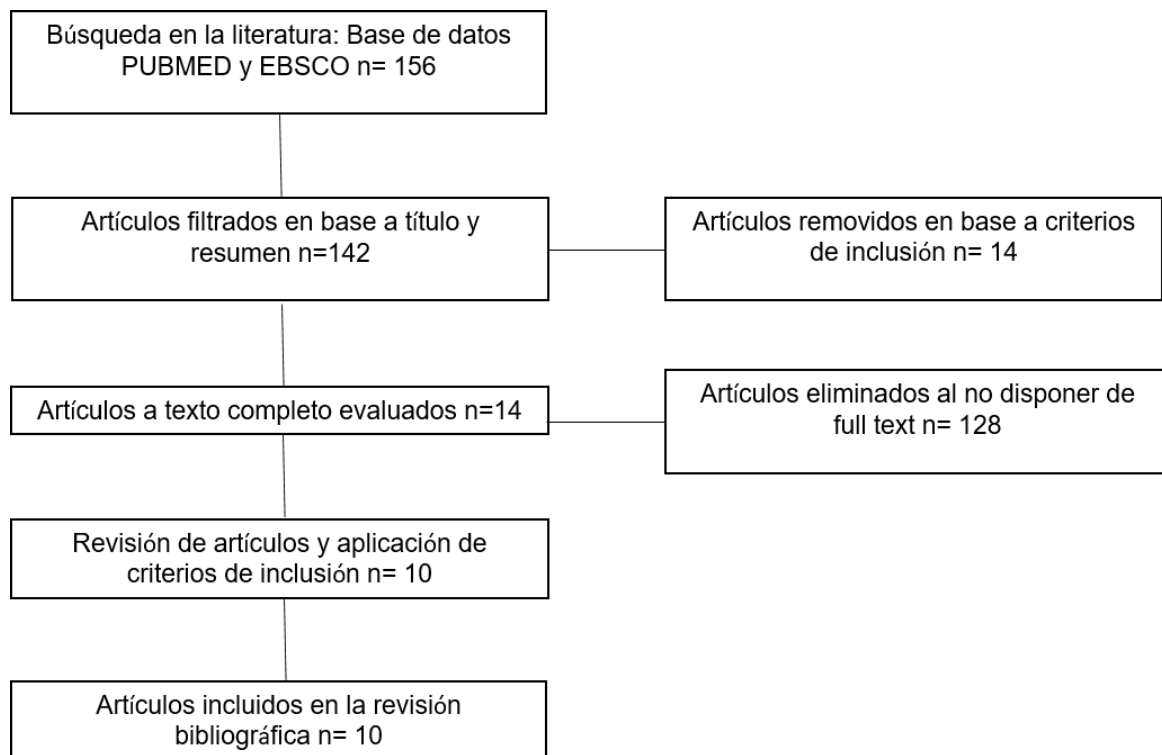 Búsqueda en la literatura: Base de datos
PUBMED y EBSCO n= 156
Artículos filtrados en base a título y
resumen n=142
Artículos removidos en base a criterios
de inclusión n= 14
Artículos a texto completo evaluados n=14
Artículos eliminados al no disponer de
full text n= 128
Revisión de artículos y aplicación de
criterios de inclusión n= 10
Artículos incluidos en la revisión
bibliográfica n= 10